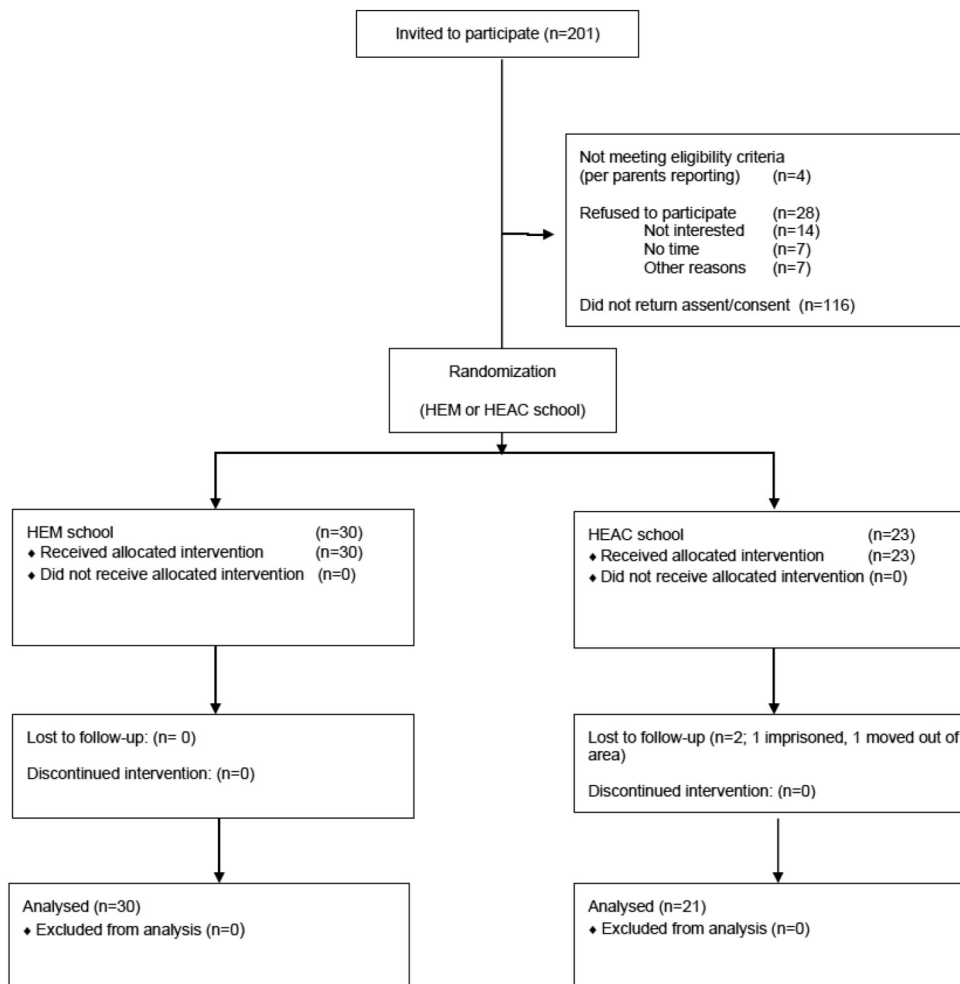 Invited to participate (n=201)
Not meeting eligibility criteria
(per parents reporting) (n=4)
Refused to participate (n=28)
Not interested (n=14)
No time (n=7)
Other reasons (n=7)
Did not return assent/consent (n=116)
Randomization
(HEM or HEAC school)
HEM school (n=30)
♦ Received allocated intervention (n=30)
♦ Did not receive allocated intervention (n=0)
HEAC school (n=23)
♦ Received allocated intervention (n=23)
♦ Did not receive allocated intervention (n=0)
Lost to follow-up: (n= 0)
Discontinued intervention: (n=0)
Lost to follow-up (n=2; 1 imprisoned, 1 moved out of
area)
Discontinued intervention: (n=0)
Analysed (n=30)
♦ Excluded from analysis (n=0)
Analysed (n=21)
♦ Excluded from analysis (n=0)